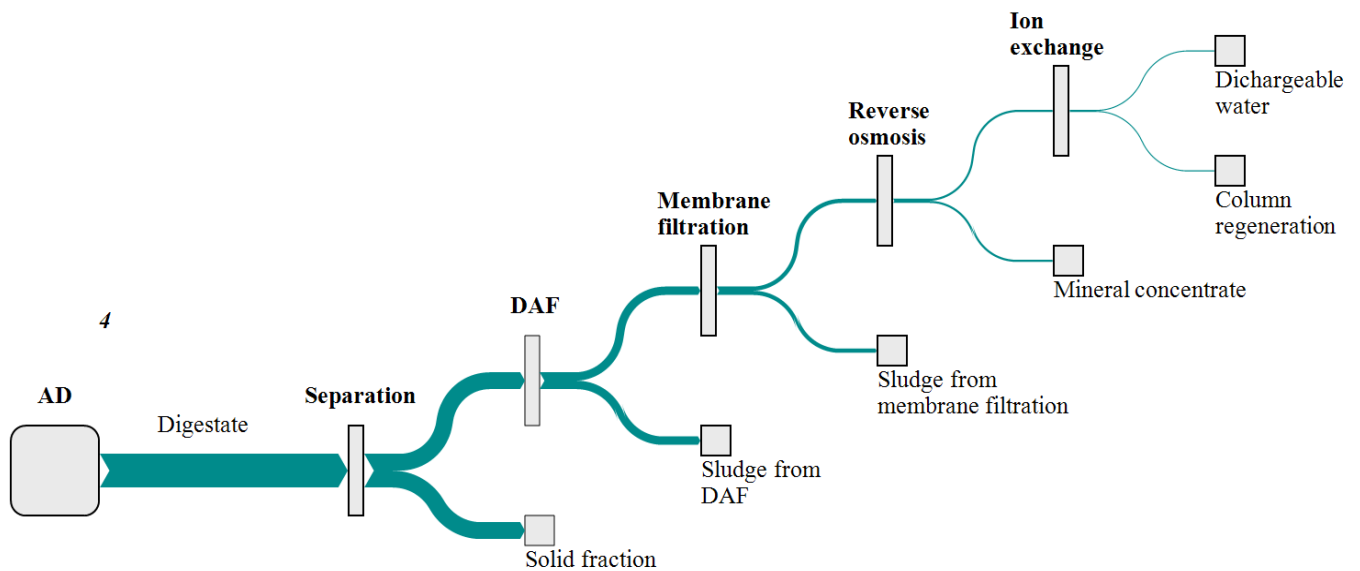 Ion
exchange
Dichargeable
water
Reverse
osmosis
Column
regeneration
Membrane
filtration
Mineral concentrate
DAF
4
Sludge from
membrane filtration
AD
Separation
Digestate
Sludge from
DAF
Solid fraction